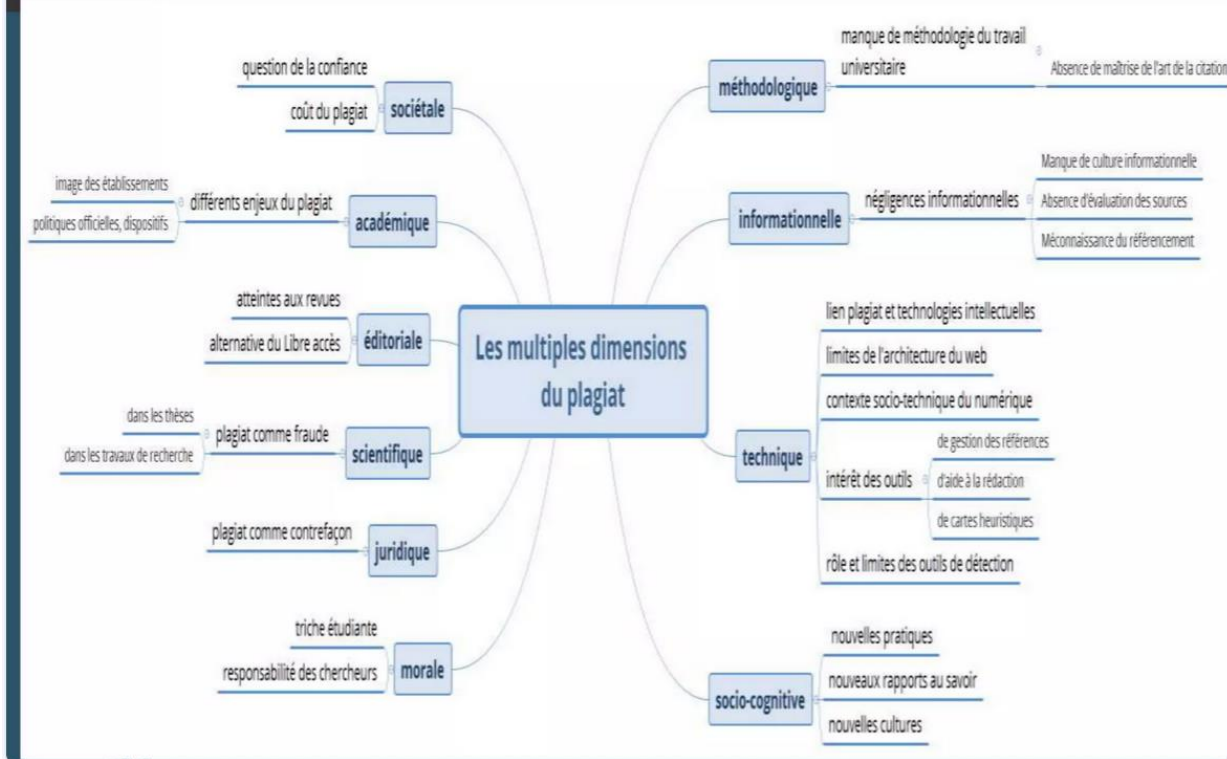 Les multiples dimensions
du plagiat
méthodologique
manque de méthodologie du travail
universitaire
Absence de maîtrise de l'art de la citation
informationnelle
négligences informationnelles
Manque de culture informationnelle
Absence d'évaluation des sources
Méconnaissance du référencement
technique
lien plagiat et technologies intellectuelles
limites de l'architecture du web
contexte socio-technique du numérique
intérêt des outils
de gestion des références
d'aide à la rédaction
de cartes heuristiques
rôle et limites des outils de détection
socio-cognitive
nouvelles pratiques
nouveaux rapports au savoir
nouvelles cultures
sociétale
question de la confiance
coût du plagiat
académique
différents enjeux du plagiat
image des établissements
politiques officielles, dispositifs
éditoriale
atteintes aux revues
alternative du Libre accès
scientifique
plagiat comme fraude
dans les thèses
dans les travaux de recherche
juridique
plagiat comme contrefaçon
morale
triche étudiante
responsabilité des chercheurs